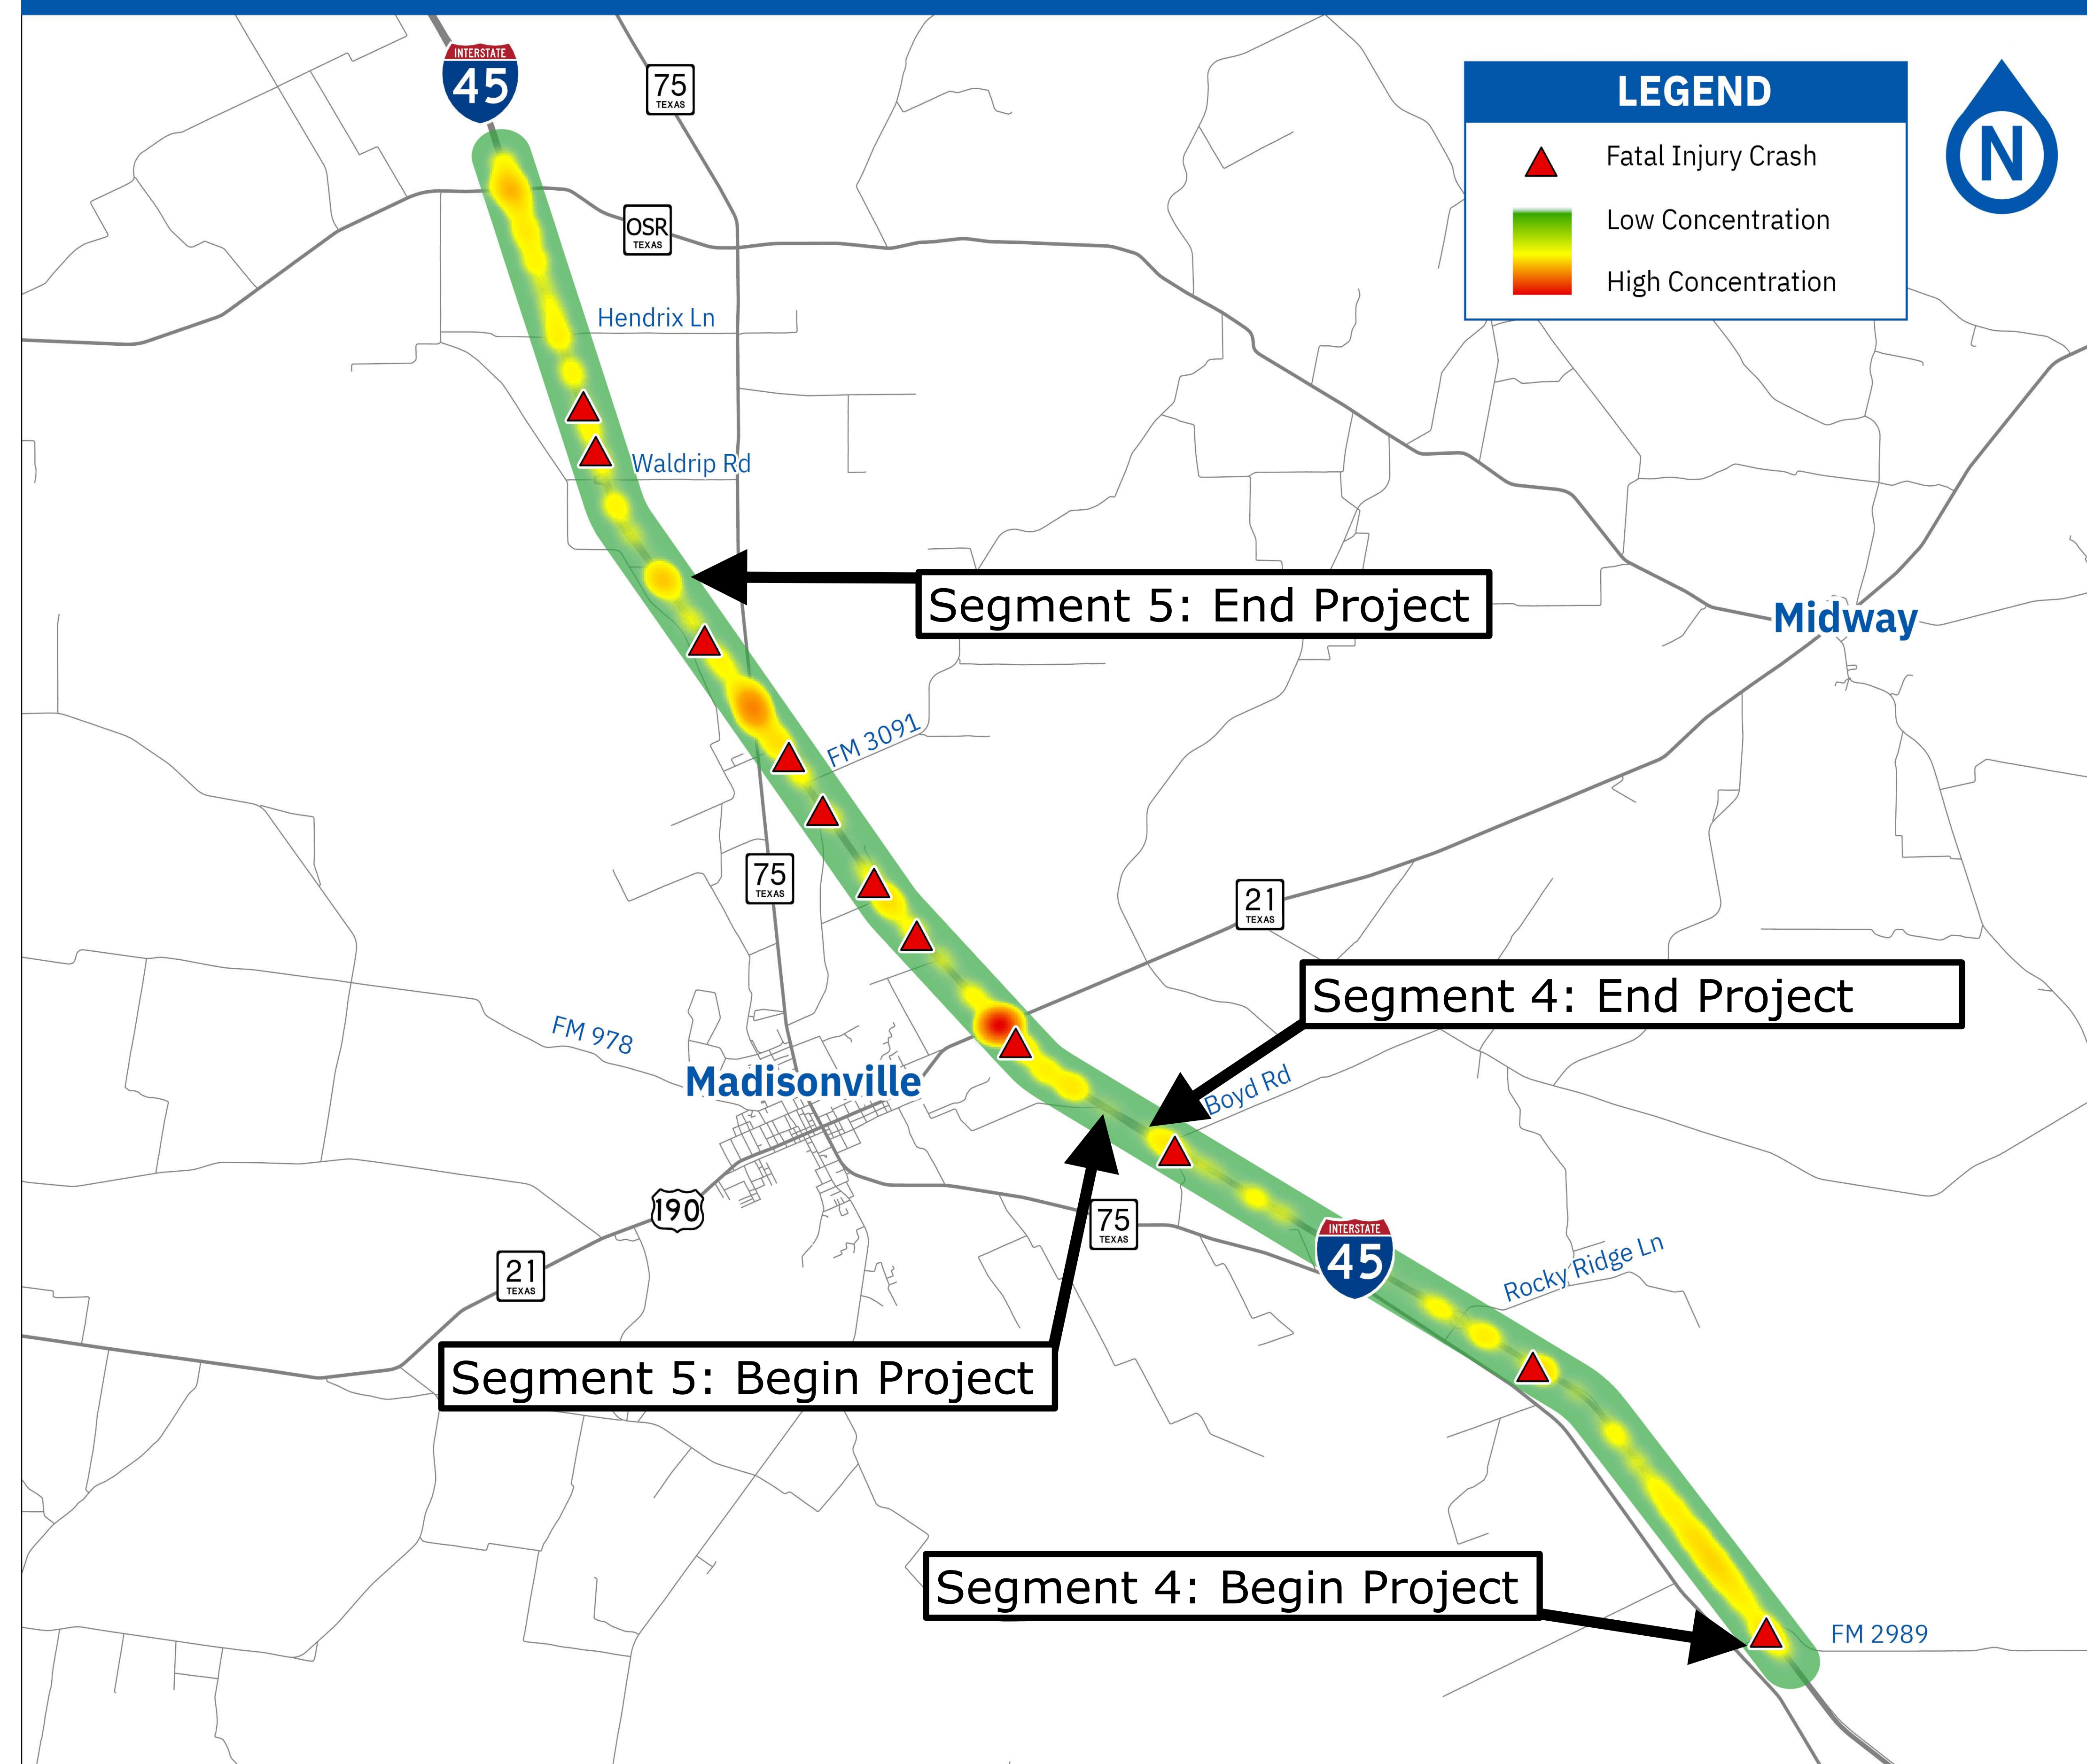 INTERSTATE
45
75
TEXAS
LEGEND
Fatal Injury Crash
Low Concentration
High Concentration
N
OSR
TEXAS
Hendrix Ln
Waldrip Rd
Segment 5: End Project
Midway
FM 3091
75
TEXAS
21
TEXAS
Segment 4: End Project
FM 978
Madisonville
Boyd Rd
190
75
TEXAS
INTERSTATE
45
21
TEXAS
Rocky Ridge Ln
Segment 5: Begin Project
Segment 4: Begin Project
FM 2989